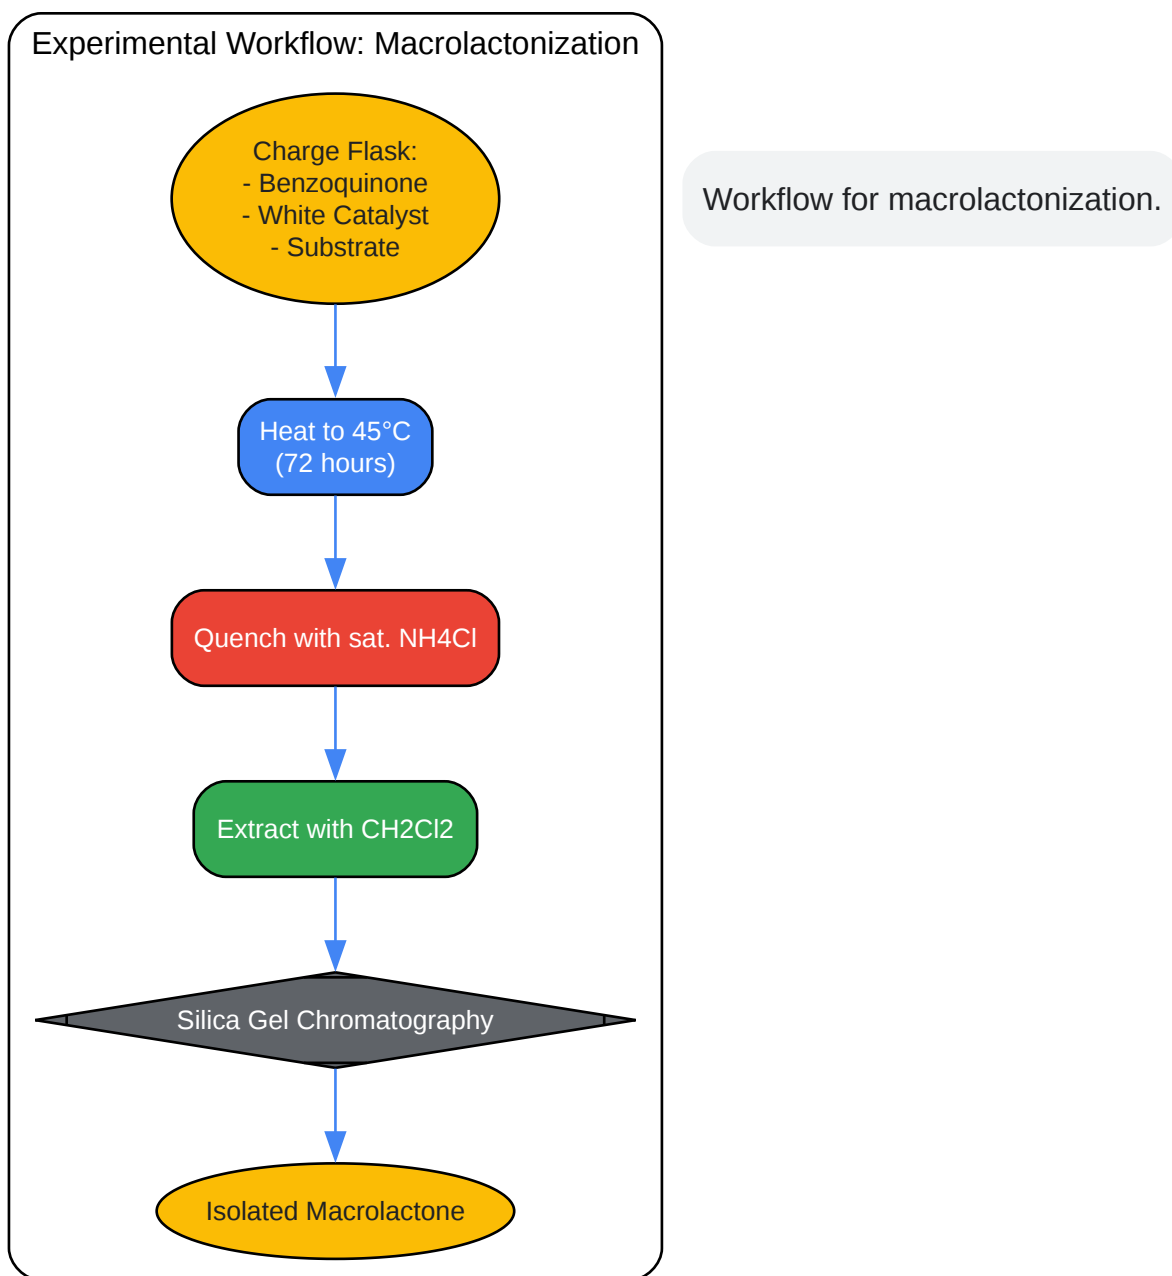 Experimental Workflow: Macrolactonization
Charge Flask:
- Benzoquinone
- White Catalyst
- Substrate
Workflow for macrolactonization.
Heat to 45°C
(72 hours)
Quench with sat. NH4Cl
Extract with CH2Cl2
Silica Gel Chromatography
Isolated Macrolactone